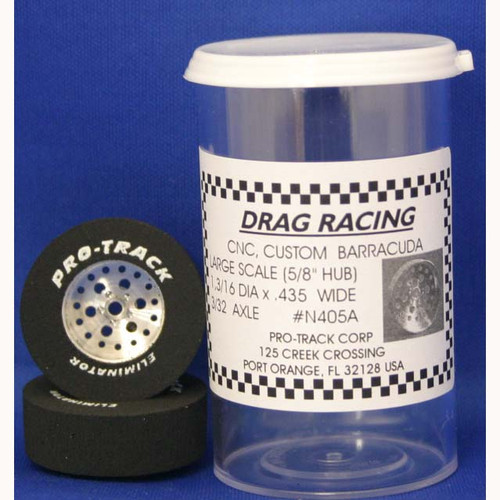 PRO-TRACK
ELIMINATOR
ELIMINATOR
DRAG RACING
CNC, CUSTOM BARRACUDA
LARGE SCALE (5/8" HUB)
1,3/16 DIA x .435 WIDE
3/32 AXLE #N405A
PRO-TRACK CORP
125 CREEK CROSSING
PORT ORANGE, FL 32128 USA